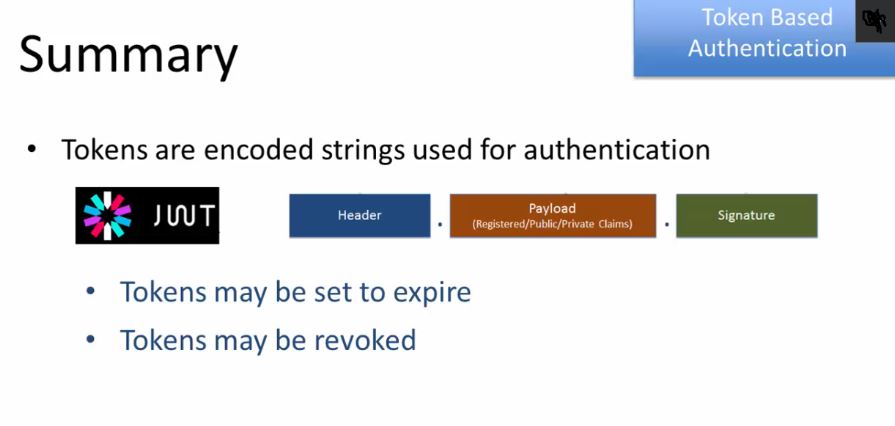 Token Based
Authentication
Summary
• Tokens are encoded strings used for authentication
JWT
Header . Payload . Signature
(Registered/Public/Private Claims)
• Tokens may be set to expire
• Tokens may be revoked